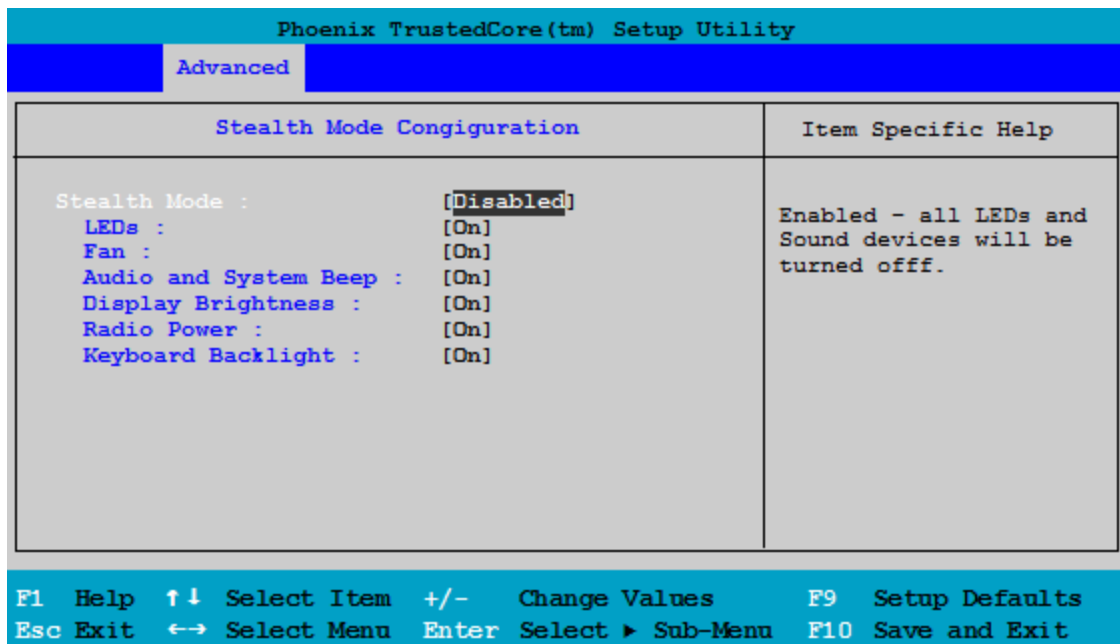 Phoenix TrustedCore(tm) Setup Utility
Advanced
Stealth Mode Congiguration
Item Specific Help
Stealth Mode : [Disabled]
LEDs : [On]
Fan : [On]
Audio and System Beep : [On]
Display Brightness : [On]
Radio Power : [On]
Keyboard Backlight : [On]
Enabled - all LEDs and
Sound devices will be
turned offf.
F1 Help ↑↓ Select Item +/- Change Values F9 Setup Defaults
Esc Exit ←→ Select Menu Enter Select ▶ Sub-Menu F10 Save and Exit